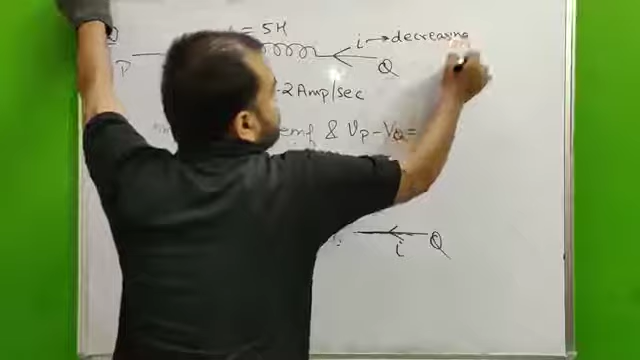 = 5H
i → decreasing
P
Q
-2 Amp/sec
emf & Vp - VQ =
i
Q